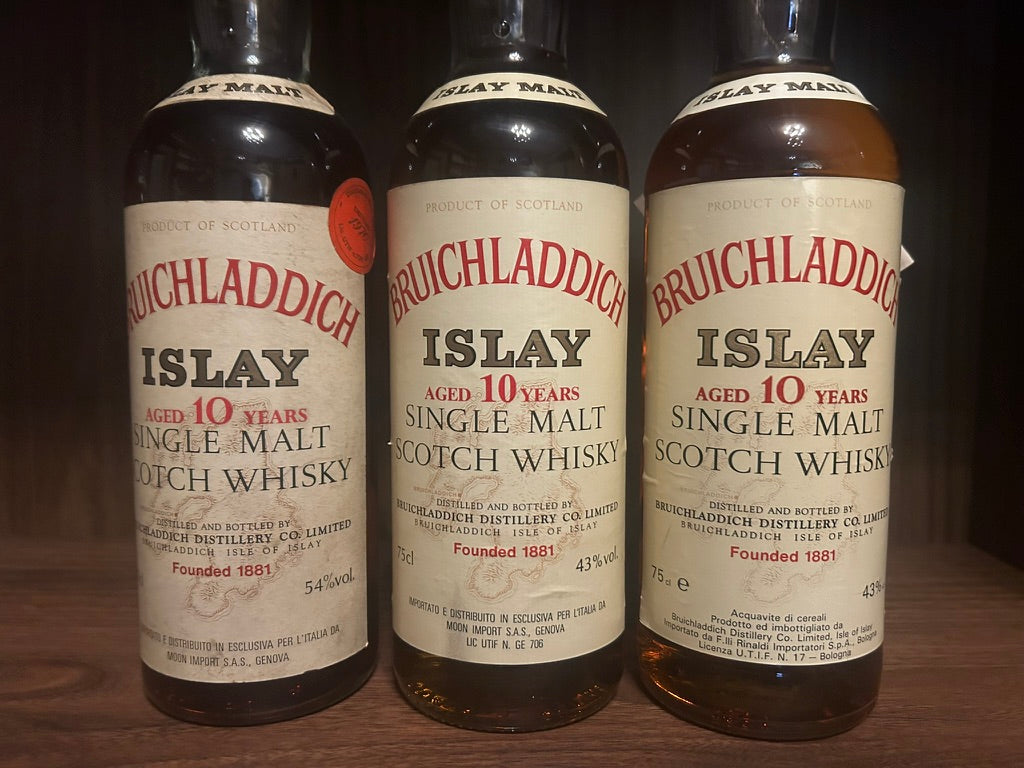 ISLAY MALT
PRODUCT OF SCOTLAND
RUICHLADDICH
ISLAY
AGED 10 YEARS
SINGLE MALT
COTCH WHISKY
DISTILLED AND BOTTLED BY
UICHLADDICH DISTILLERY CO. LIMITED
BRUICHLADDICH ISLE OF ISLAY
Founded 1881
54% vol.
E DISTRIBUITO IN ESCLUSIVA PER L'ITALIA DA
MOON IMPORT S.A.S., GENOVA
ISLAY MALT
PRODUCT OF SCOTLAND
BRUICHLADDICH
ISLAY
AGED 10 YEARS
SINGLE MALT
SCOTCH WHISKY
BRUICHLADDICH
DISTILLED AND BOTTLED BY
BRUICHLADDICH DISTILLERY CO. LIMITED
BRUICHLADDICH ISLE OF ISLAY
Founded 1881
75cl 43% vol.
IMPORTATO E DISTRIBUITO IN ESCLUSIVA PER L'ITALIA DA
MOON IMPORT S.A.S., GENOVA
LIC UTIF N. GE 706
ISLAY MALT
PRODUCT OF SCOTLAND
BRUICHLADDICH
ISLAY
AGED 10 YEARS
SINGLE MALT
SCOTCH WHISKY
BRUICHLADDICH
DISTILLED AND BOTTLED BY
BRUICHLADDICH DISTILLERY CO. LIMITED
BRUICHLADDICH ISLE OF ISLAY
Founded 1881
75 cl e 43%
Acquavite di cereali
Prodotto ed imbottigliato da
Bruichladdich Distillery Co. Limited, Isle of Islay
Importato da F.lli Rinaldi Importatori S.p.A., Bologna
Licenza U.T.I.F. N. 17 – Bologna